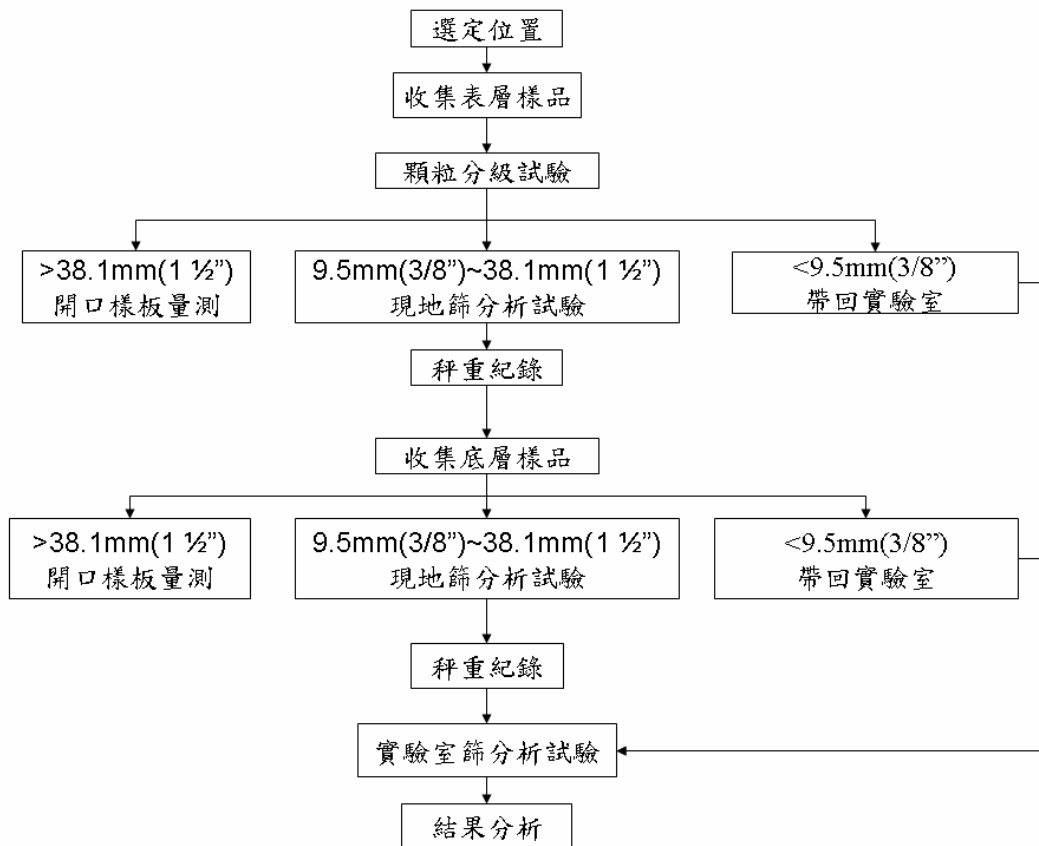 選定位置
收集表層樣品
顆粒分級試驗
>38.1mm(1 ½”)
開口樣板量測
9.5mm(3/8”)~38.1mm(1 ½”)
現地篩分析試驗
<9.5mm(3/8”)
帶回實驗室
秤重紀錄
收集底層樣品
>38.1mm(1 ½”)
開口樣板量測
9.5mm(3/8”)~38.1mm(1 ½”)
現地篩分析試驗
<9.5mm(3/8”)
帶回實驗室
秤重紀錄
實驗室篩分析試驗
結果分析